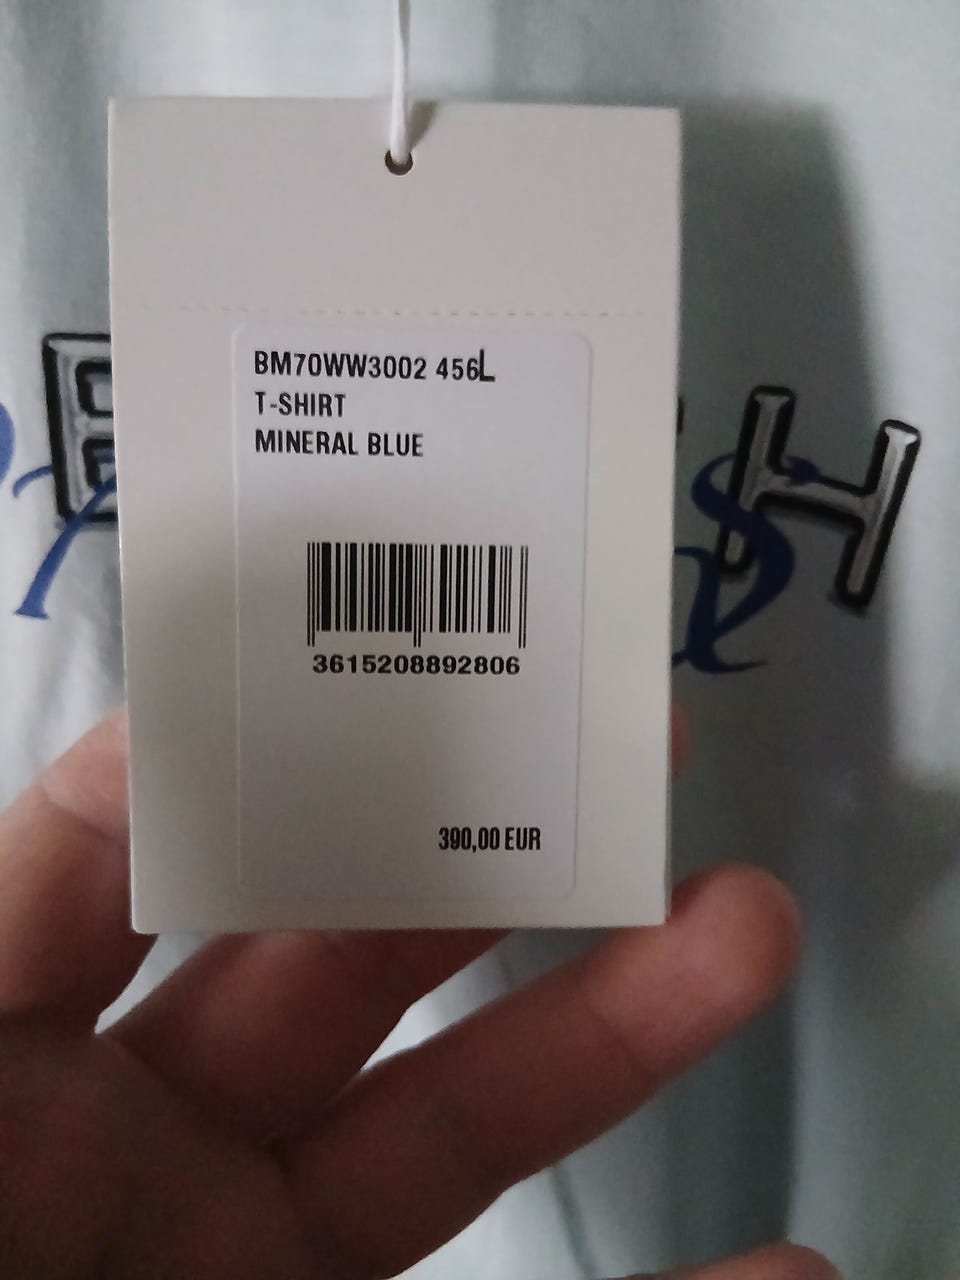 BM70WW3002 456L
T-SHIRT
MINERAL BLUE
3615208892806
390,00 EUR